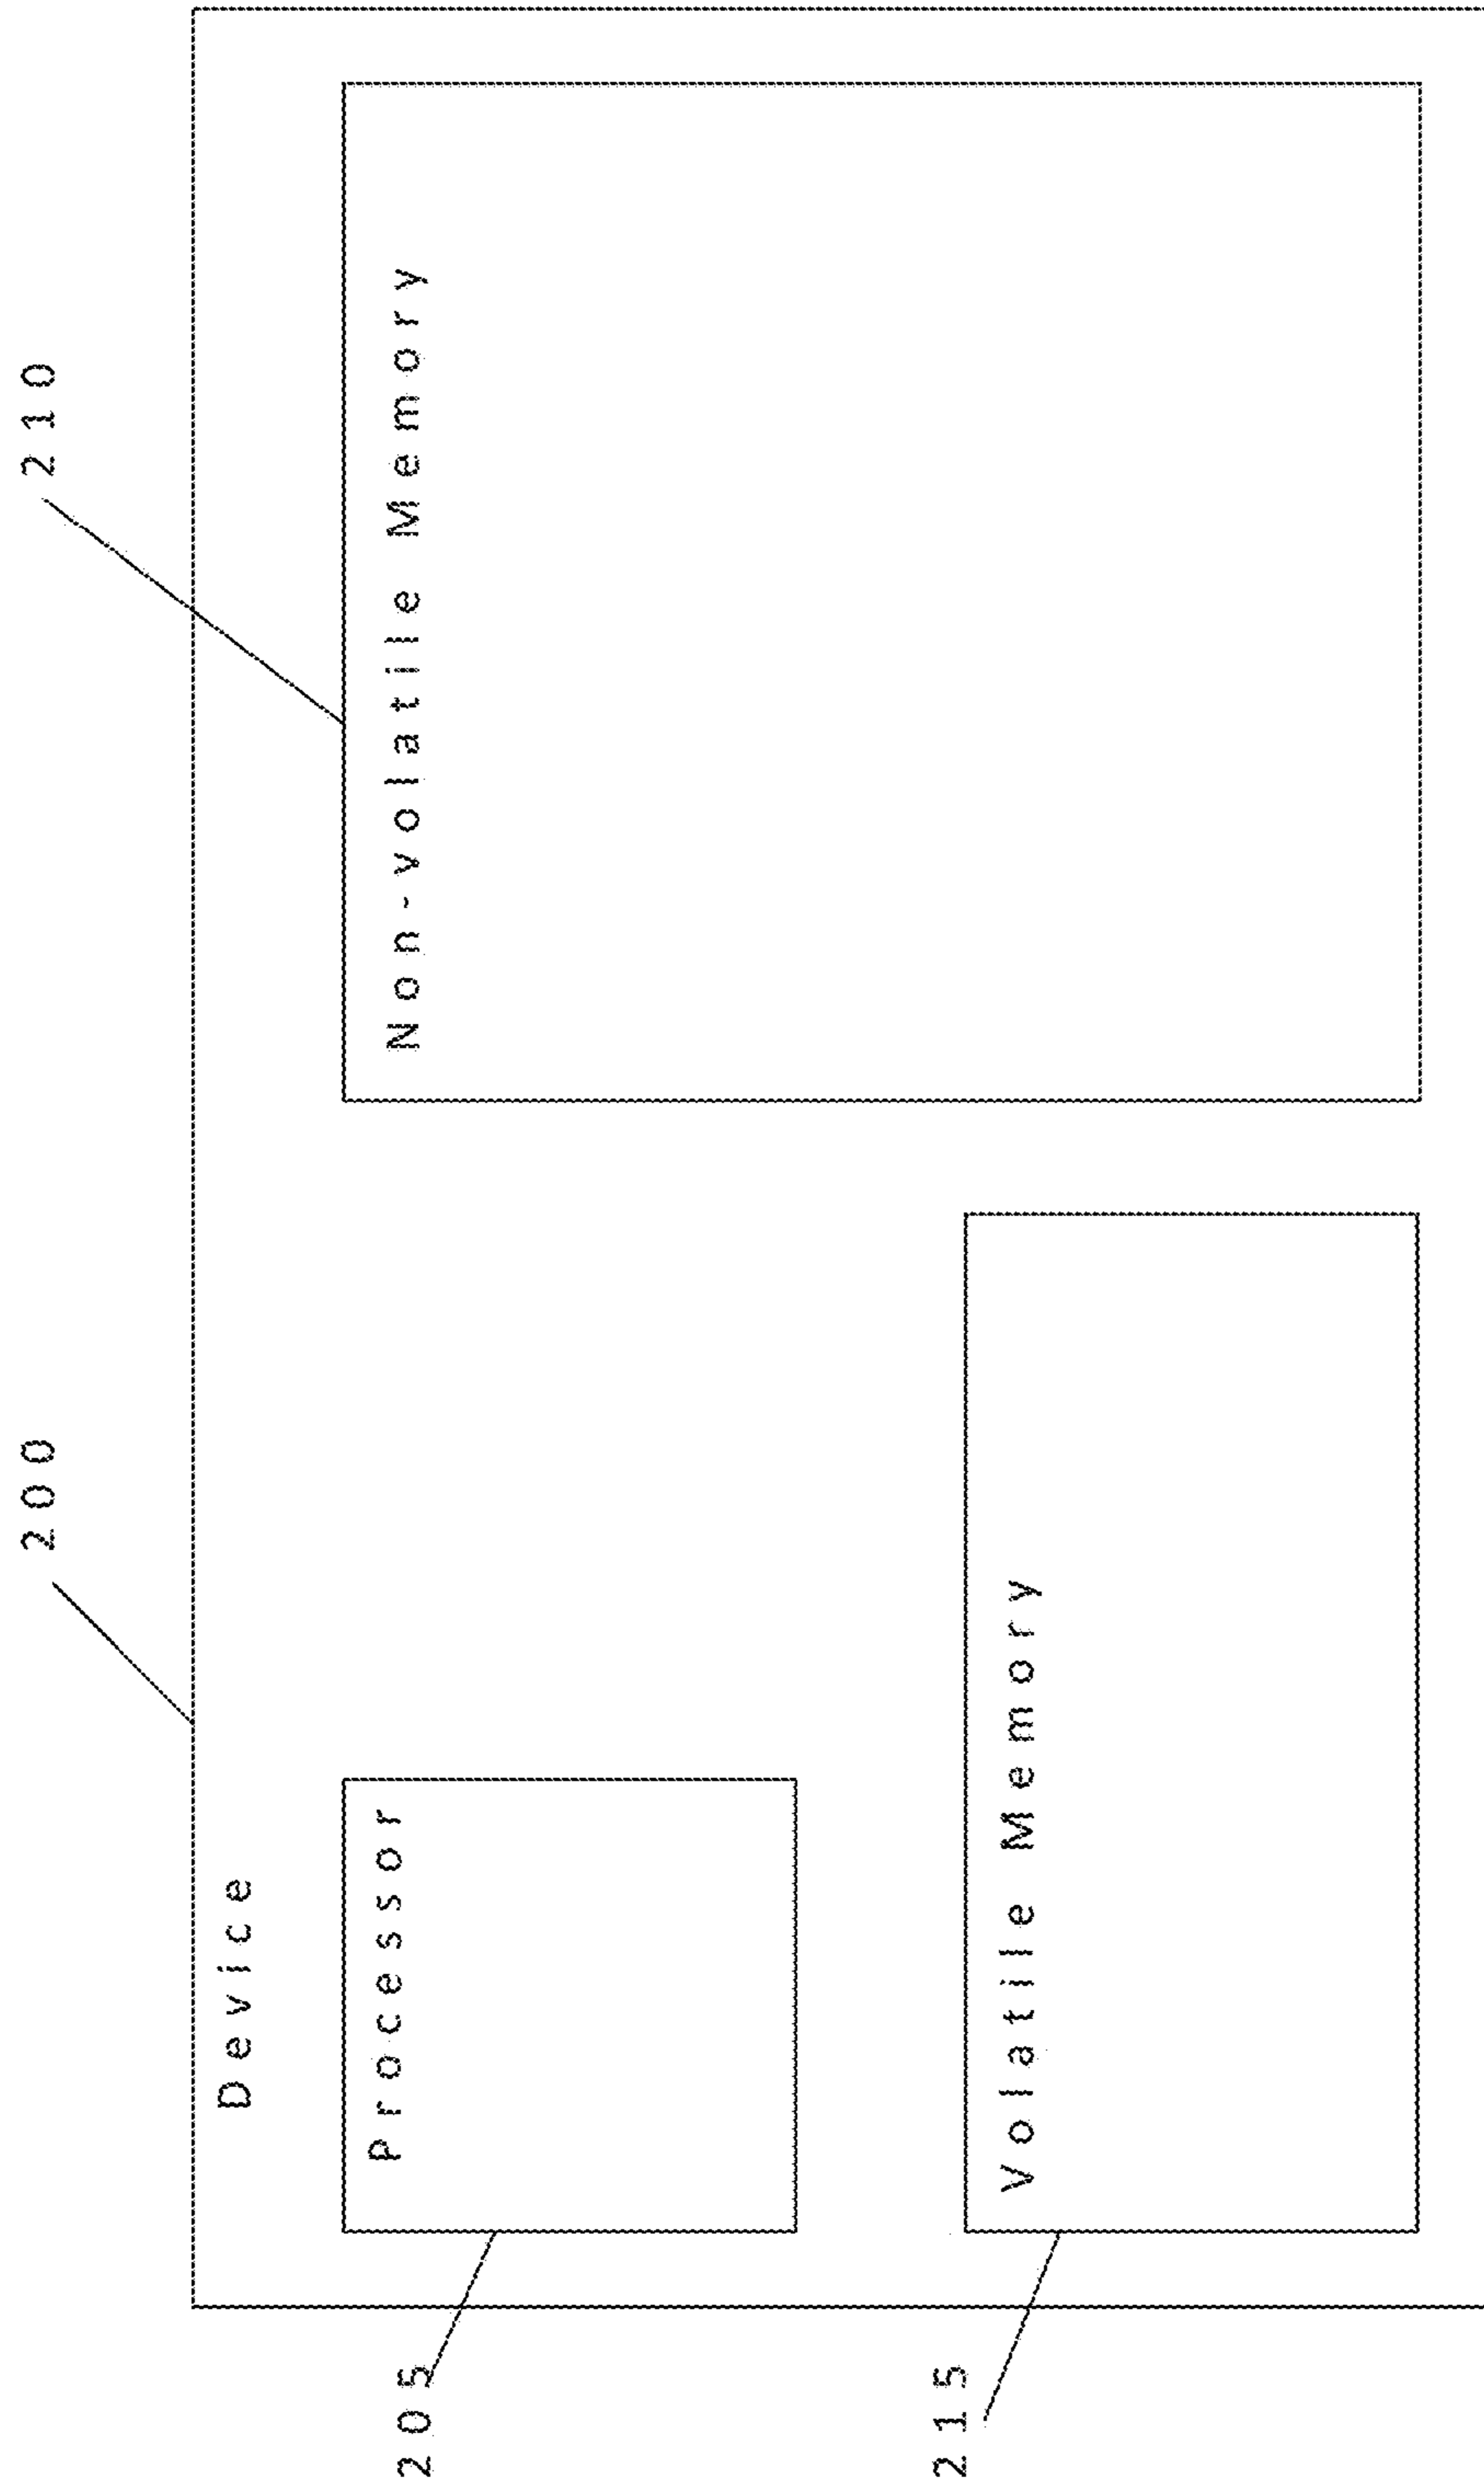 200
210
Device
205
Processor
Non-volatile Memory
215
Volatile Memory